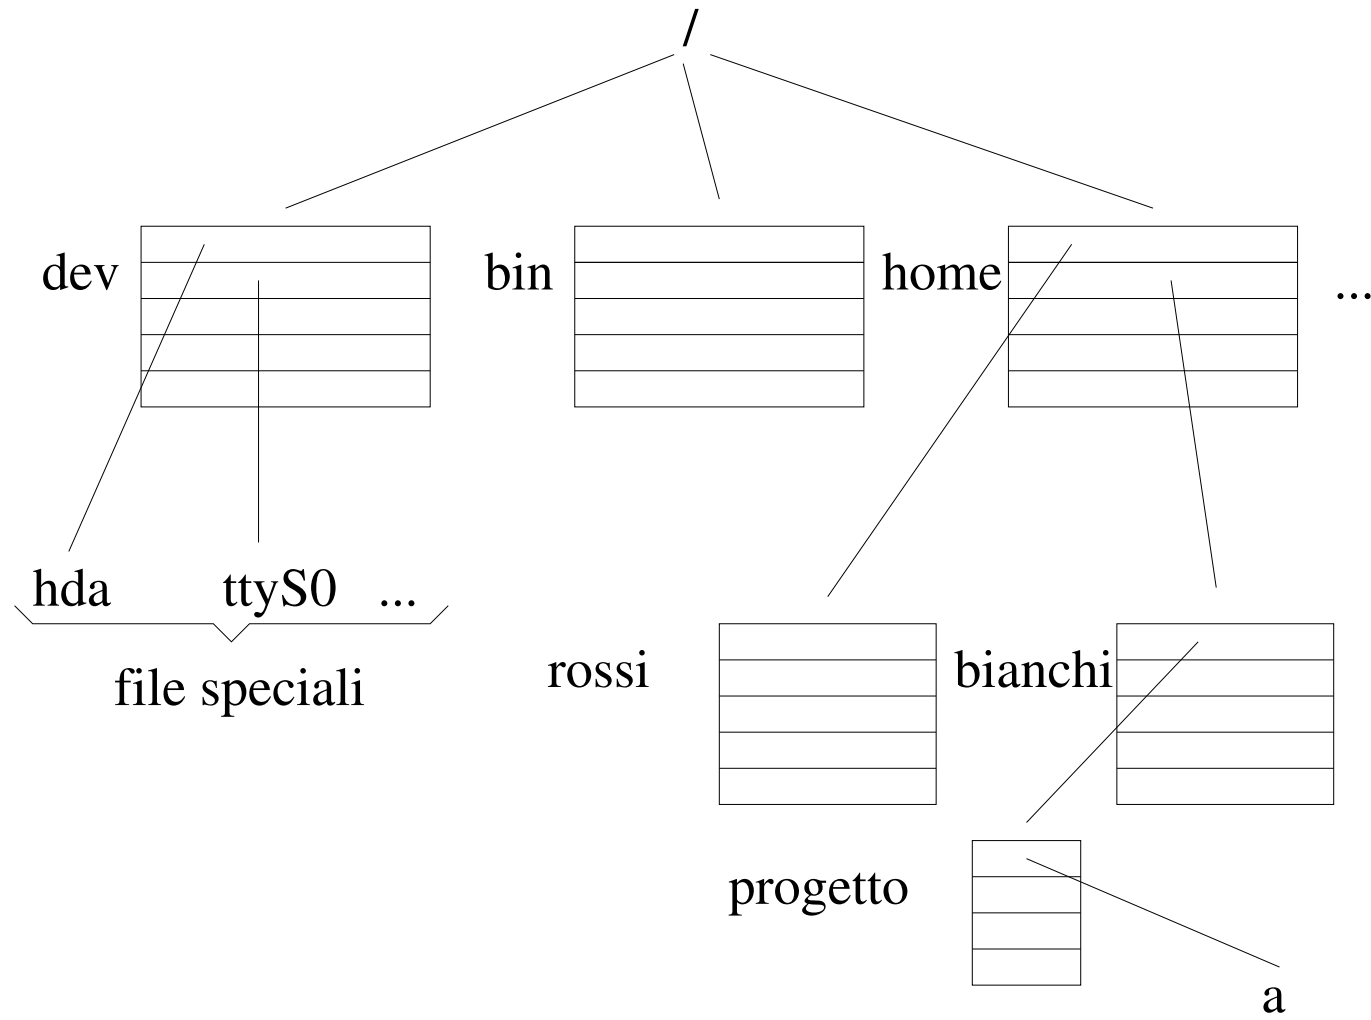 /
dev bin home ...
hda ttyS0 ...
file speciali
rossi bianchi
progetto
a